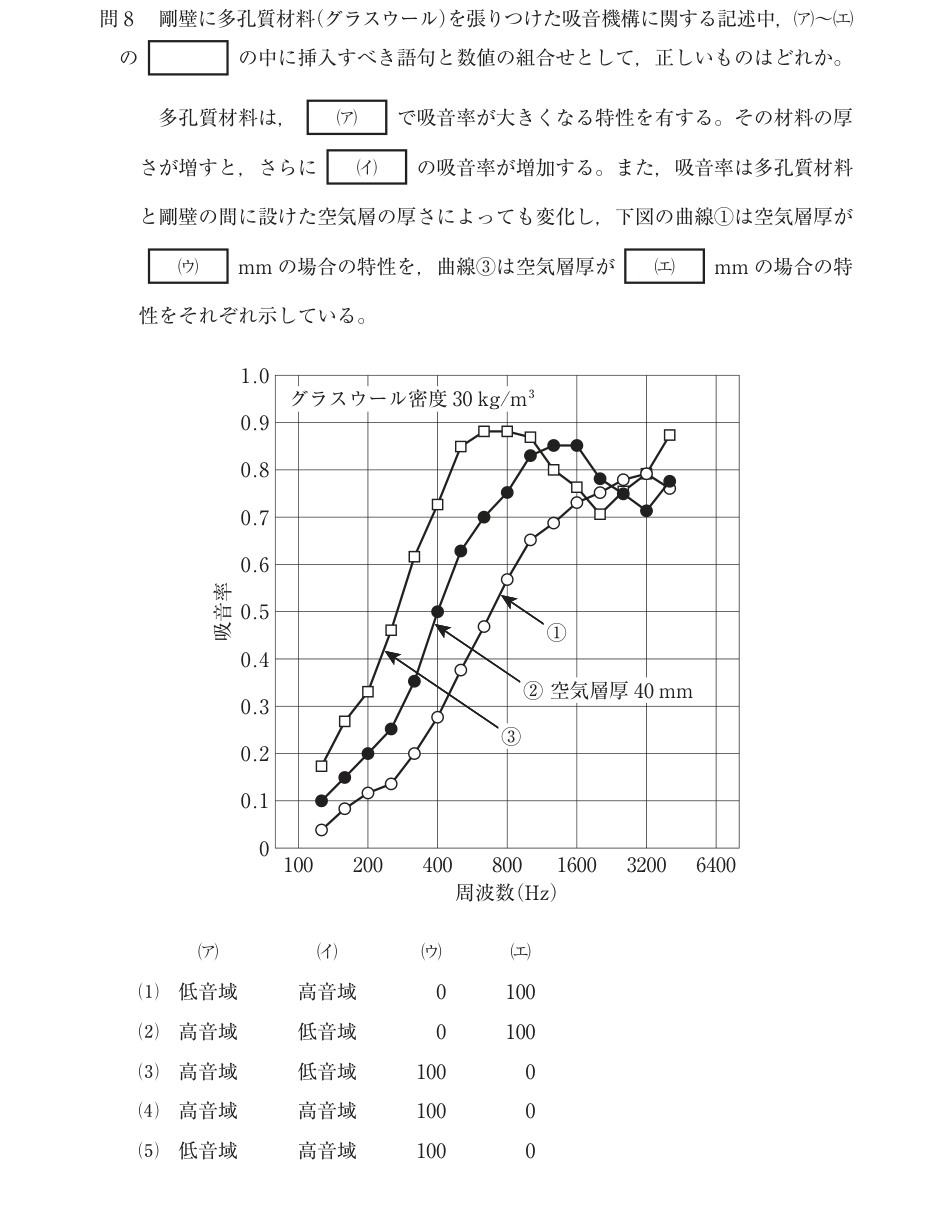 問8 剛壁に多孔質材料(グラスウール)を張りつけた吸音機構に関する記述中，㋐～㋓
の の中に挿入すべき語句と数値の組合せとして，正しいものはどれか。
多孔質材料は， (ア) で吸音率が大きくなる特性を有する。その材料の厚
さが増すと，さらに (イ) の吸音率が増加する。また，吸音率は多孔質材料
と剛壁の間に設けた空気層の厚さによっても変化し，下図の曲線①は空気層厚が
(ウ) mm の場合の特性を，曲線③は空気層厚が (エ) mm の場合の特
性をそれぞれ示している。
グラスウール密度 30 kg/m³
1.0
0.9
0.8
0.7
0.6
0.5
0.4
0.3
0.2
0.1
0
吸音率
①
② 空気層厚 40 mm
③
100 200 400 800 1600 3200 6400
周波数(Hz)
(ア) (イ) (ウ) (エ)
(1) 低音域 高音域 0 100
(2) 高音域 低音域 0 100
(3) 高音域 低音域 100 0
(4) 高音域 高音域 100 0
(5) 低音域 高音域 100 0